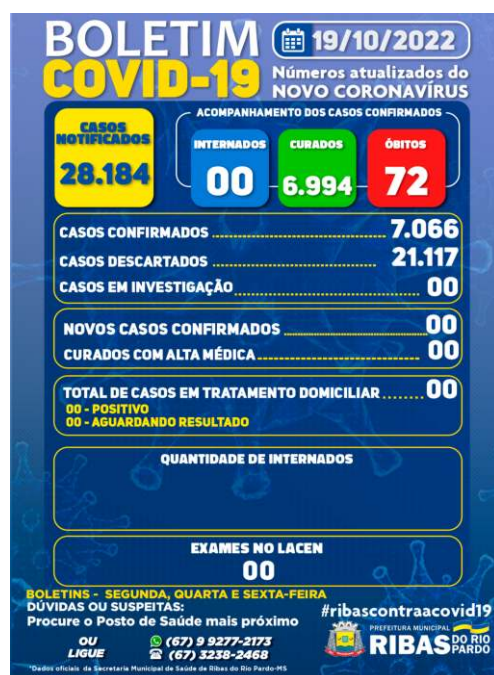 BOLETIM
COVID-19
19/10/2022
Números atualizados do
NOVO CORONAVÍRUS
CASOS
NOTIFICADOS
28.184
ACOMPANHAMENTO DOS CASOS CONFIRMADOS
INTERNADOS
00
CURADOS
6.994
ÓBITOS
72
CASOS CONFIRMADOS ........................ 7.066
CASOS DESCARTADOS ........................ 21.117
CASOS EM INVESTIGAÇÃO ........................ 00
NOVOS CASOS CONFIRMADOS ........................ 00
CURADOS COM ALTA MÉDICA ........................ 00
TOTAL DE CASOS EM TRATAMENTO DOMICILIAR ....... 00
00 - POSITIVO
00 - AGUARDANDO RESULTADO
QUANTIDADE DE INTERNADOS
EXAMES NO LACEN
00
BOLETINS - SEGUNDA, QUARTA E SEXTA-FEIRA
DÚVIDAS OU SUSPEITAS:
Procure o Posto de Saúde mais próximo
OU
LIGUE
(67) 9 9277-2173
(67) 3238-2468
*Dados oficiais da Secretaria Municipal de Saúde de Ribas do Rio Pardo-MS
#ribascontraacovid19
PREFEITURA MUNICIPAL
RIBAS DO RIO PARDO